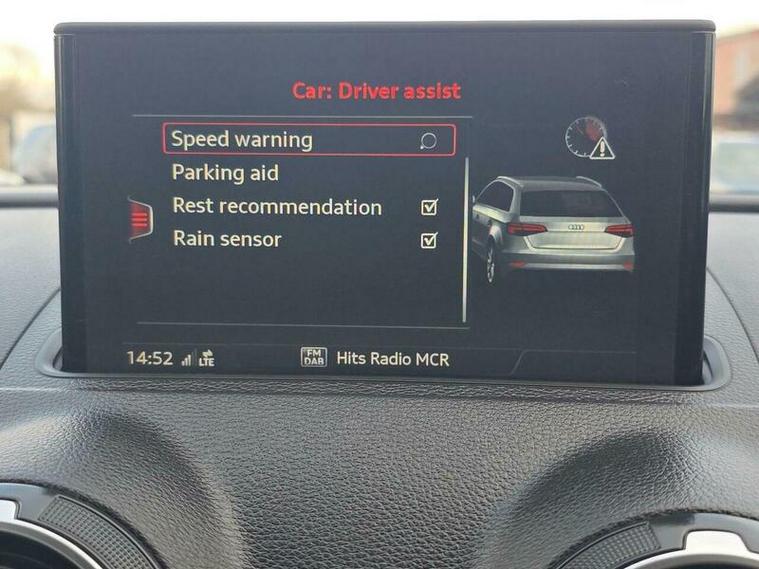 Car: Driver assist
Speed warning
Parking aid
Rest recommendation
Rain sensor
14:52 LTE FM DAB Hits Radio MCR